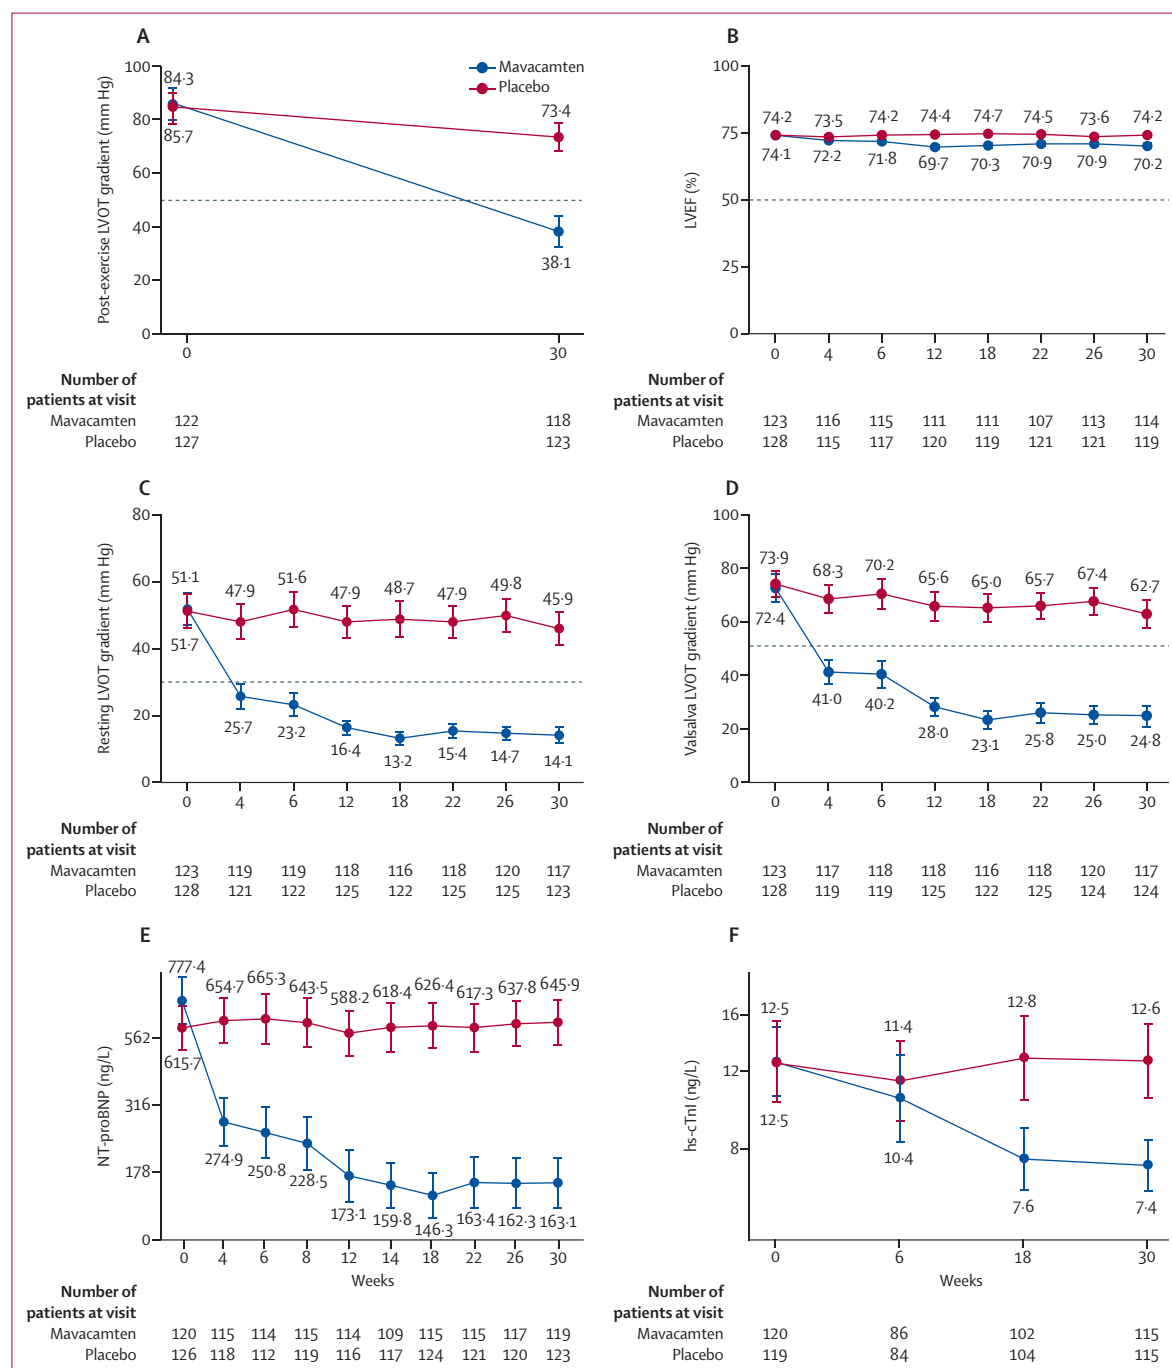 A
Mavacamten
Placebo
Post-exercise LVOT gradient (mm Hg)
100
80
60
40
20
0
84·3
85·7
73·4
38·1
0 30
Number of
patients at visit
Mavacamten 122 118
Placebo 127 123
B
LVEF (%)
100
75
50
25
0
74·2 73·5 74·2 74·4 74·7 74·5 73·6 74·2
74·1 72·2 71·8 69·7 70·3 70·9 70·9 70·2
0 4 6 12 18 22 26 30
Number of
patients at visit
Mavacamten 123 116 115 111 111 107 113 114
Placebo 128 115 117 120 119 121 121 119
C
Resting LVOT gradient (mm Hg)
80
60
40
20
0
51·1 47·9 51·6 47·9 48·7 47·9 49·8 45·9
51·7 25·7 23·2 16·4 13·2 15·4 14·7 14·1
0 4 6 12 18 22 26 30
Number of
patients at visit
Mavacamten 123 119 119 118 116 118 120 117
Placebo 128 121 122 125 122 125 125 123
D
Valsalva LVOT gradient (mm Hg)
100
80
60
40
20
0
73·9 68·3 70·2 65·6 65·0 65·7 67·4 62·7
72·4 41·0 40·2 28·0 23·1 25·8 25·0 24·8
0 4 6 12 18 22 26 30
Number of
patients at visit
Mavacamten 123 117 118 118 116 118 120 117
Placebo 128 119 119 125 122 125 124 124
E
NT-proBNP (ng/L)
562
316
178
0
777·4 654·7 665·3 643·5 588·2 618·4 626·4 617·3 637·8 645·9
615·7 274·9 250·8 228·5 173·1 159·8 146·3 163·4 162·3 163·1
0 4 6 8 12 14 18 22 26 30
Weeks
Number of
patients at visit
Mavacamten 120 115 114 115 114 109 115 115 117 119
Placebo 126 118 112 119 116 117 124 121 120 123
F
hs-cTnI (ng/L)
16
12
8
12·5 11·4 12·8 12·6
12·5 10·4 7·6 7·4
0 6 18 30
Weeks
Number of
patients at visit
Mavacamten 120 86 102 115
Placebo 119 84 104 115